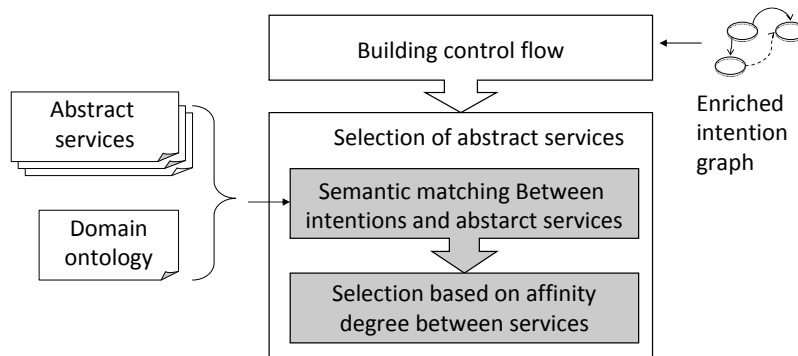 Building control flow
Enriched
intention
graph
Abstract
services
Selection of abstract services
Semantic matching Between
intentions and abstarct services
Domain
ontology
Selection based on affinity
degree between services